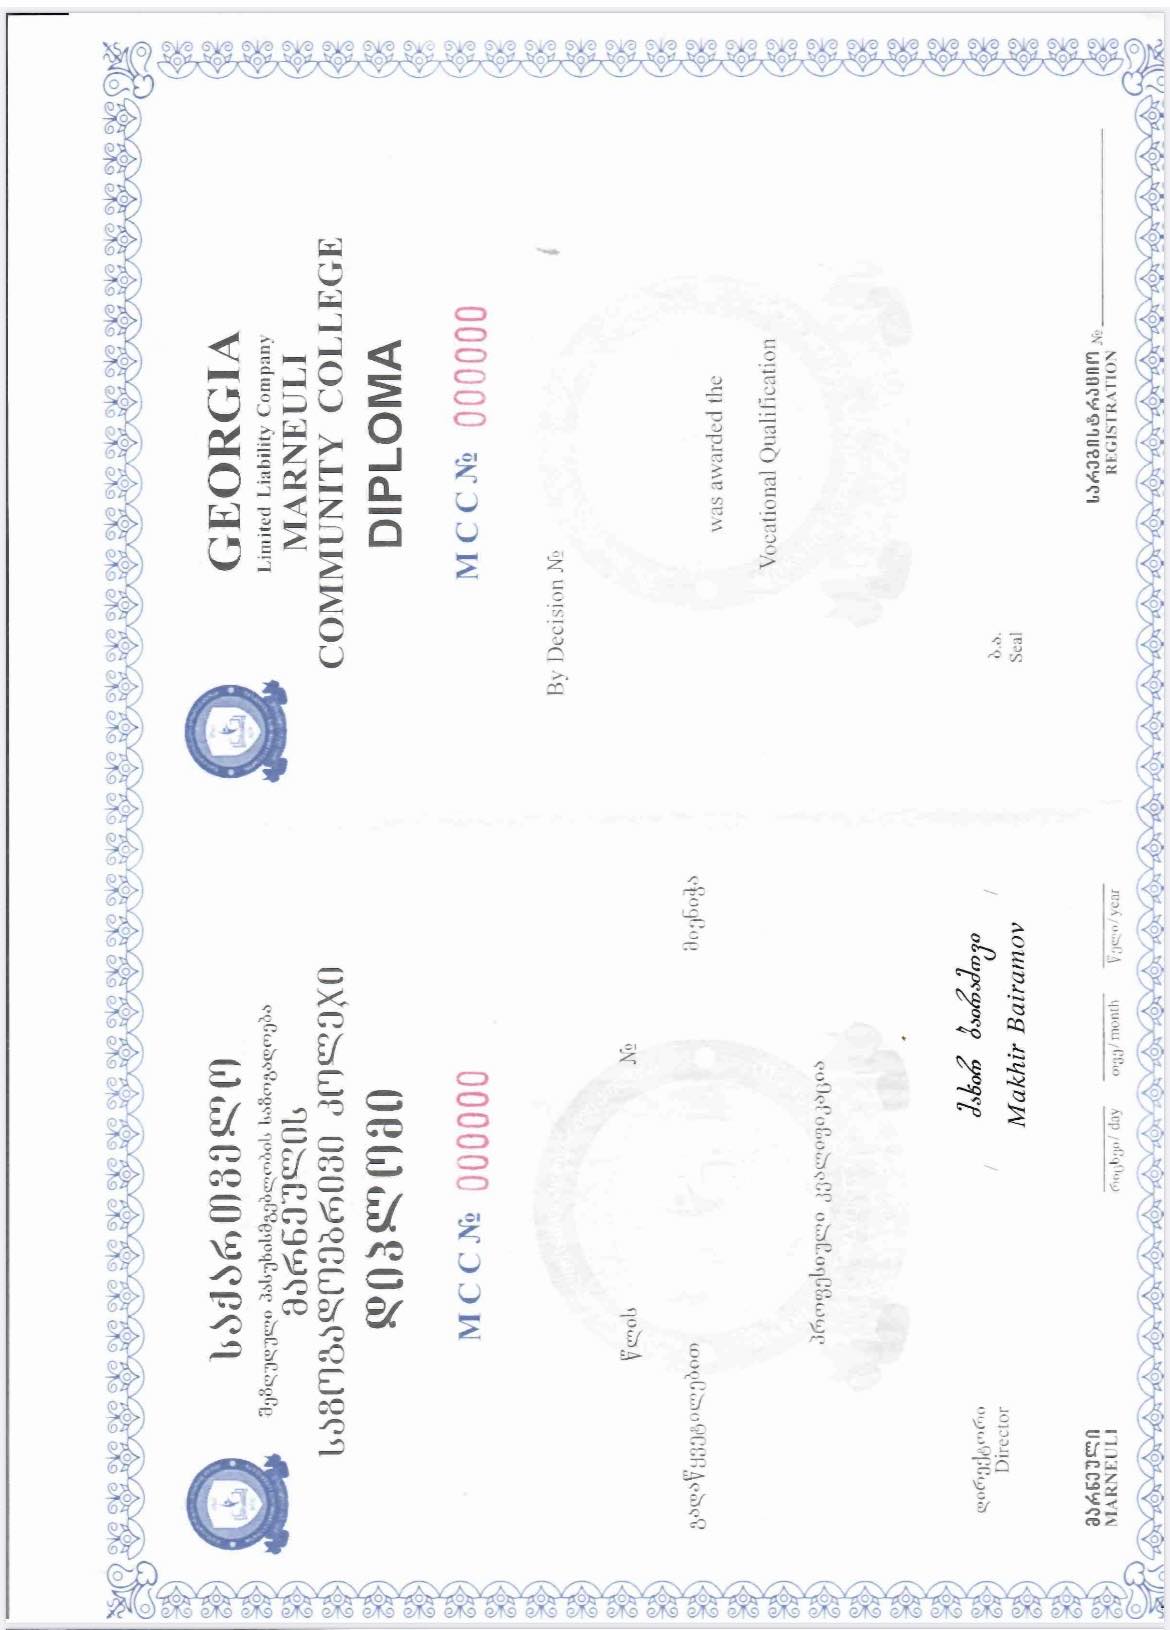 საქართველო
შეზღუდული პასუხისმგებლობის საზოგადოება
მარნეულის
საზოგადოებრივი კოლეჯი
დიპლომი
MCC№ 000000
წლის №
გადაწყვეტილებით მიენიჭა
პროფესიული კვალიფიკაცია
დირექტორი
Director
/ მახირ ბაირამოვი /
Makhir Bairamov
მარნეული
MARNEULI
რიცხვი/ day თვე/ month წელი/ year
GEORGIA
Limited Liability Company
MARNEULI
COMMUNITY COLLEGE
DIPLOMA
MCC№ 000000
By Decision №
was awarded the
Vocational Qualification
ბ.ა.
Seal
სარეგისტრაციო №
REGISTRATION